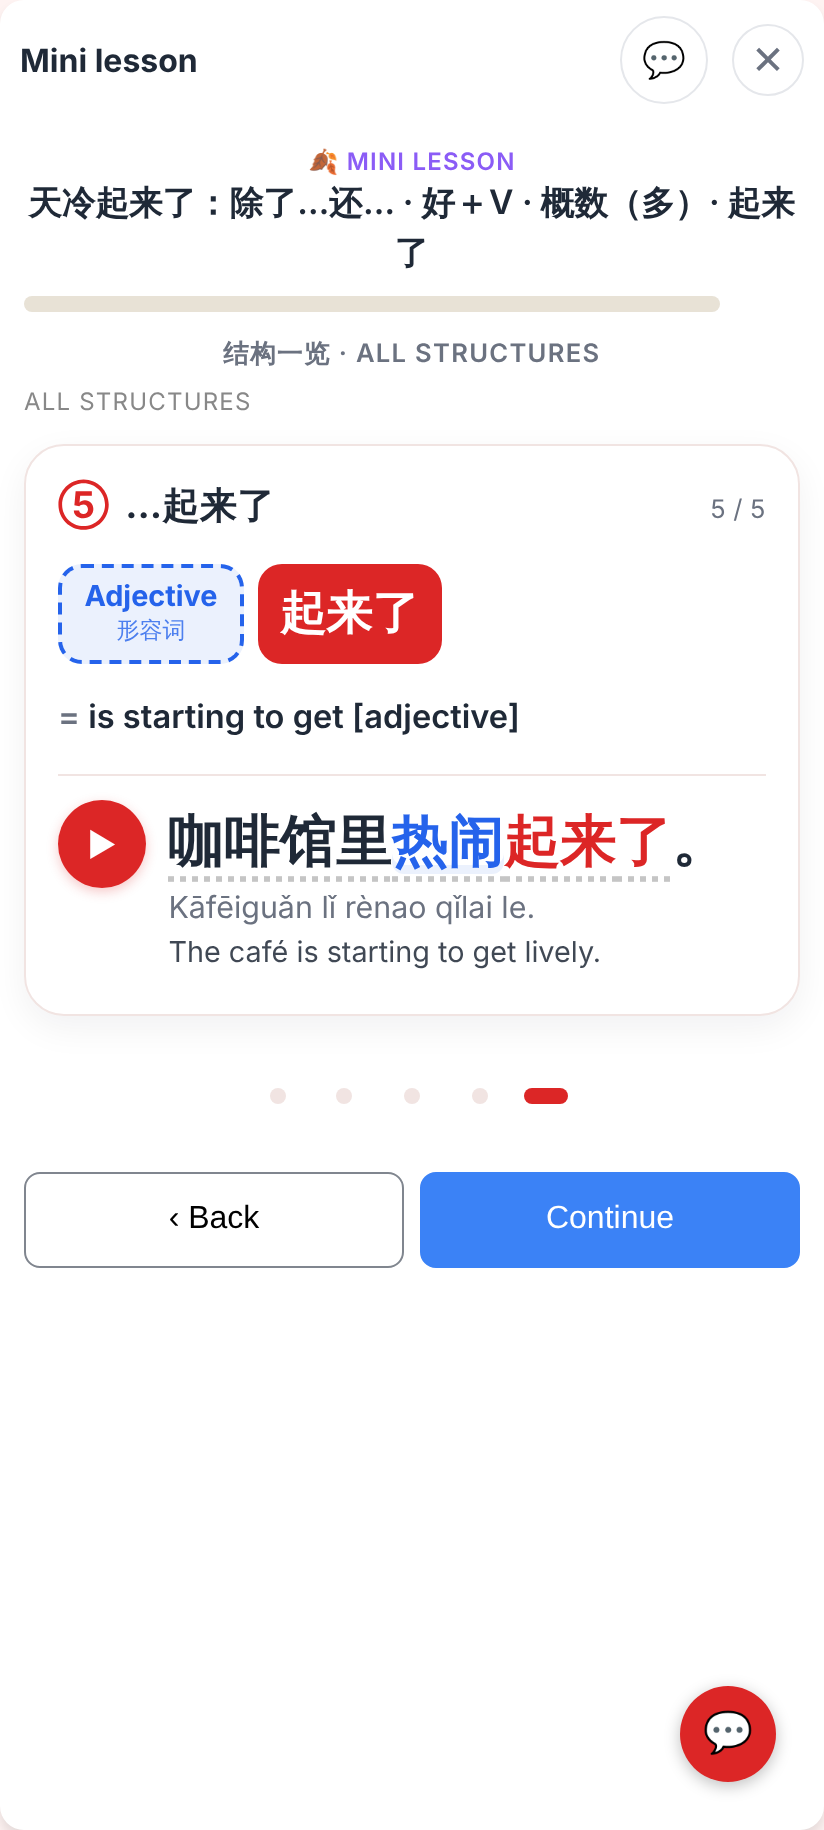 Mini lesson
🍂 MINI LESSON
天冷起来了：除了…还… · 好＋V · 概数（多）· 起来
了
结构一览 · ALL STRUCTURES
ALL STRUCTURES
⑤ …起来了
5 / 5
Adjective
形容词
起来了
= is starting to get [adjective]
咖啡馆里热闹起来了。
Kāfēiguǎn lǐ rènao qǐlai le.
The café is starting to get lively.
‹ Back
Continue